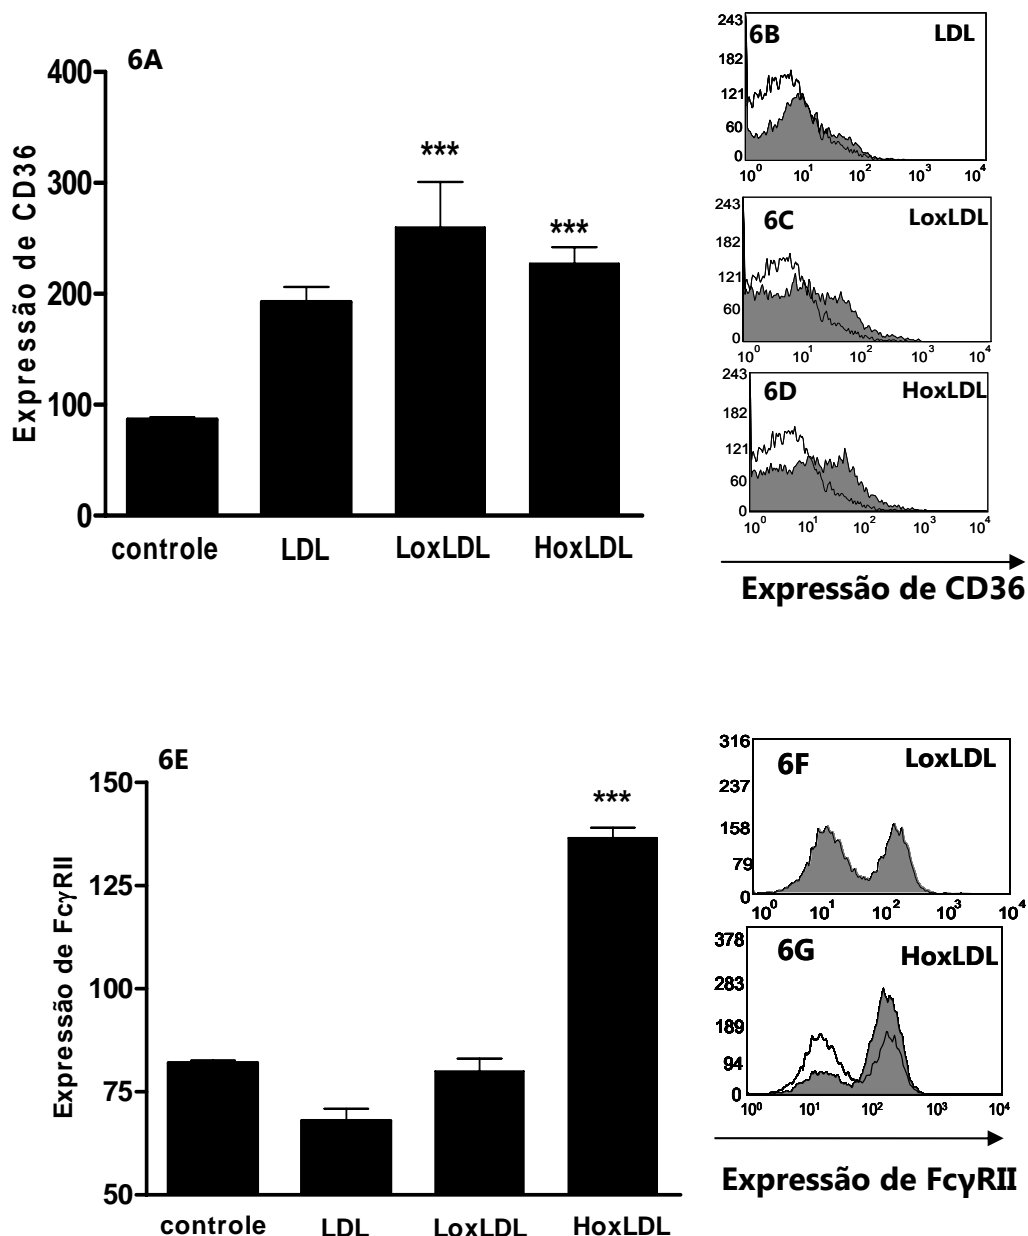 6A
400
300
200
100
0
Expressão de CD36
***
***
controle LDL LoxLDL HoxLDL
6B LDL
243
182
121
60
0
10⁰ 10¹ 10² 10³ 10⁴
6C LoxLDL
243
182
121
60
0
10⁰ 10¹ 10² 10³ 10⁴
6D HoxLDL
243
182
121
60
0
10⁰ 10¹ 10² 10³ 10⁴
Expressão de CD36
6E
150
125
100
75
50
Expressão de FcγRII
***
controle LDL LoxLDL HoxLDL
6F LoxLDL
316
237
158
79
0
10⁰ 10¹ 10² 10³ 10⁴
6G HoxLDL
378
283
189
94
0
10⁰ 10¹ 10² 10³ 10⁴
Expressão de FcγRII